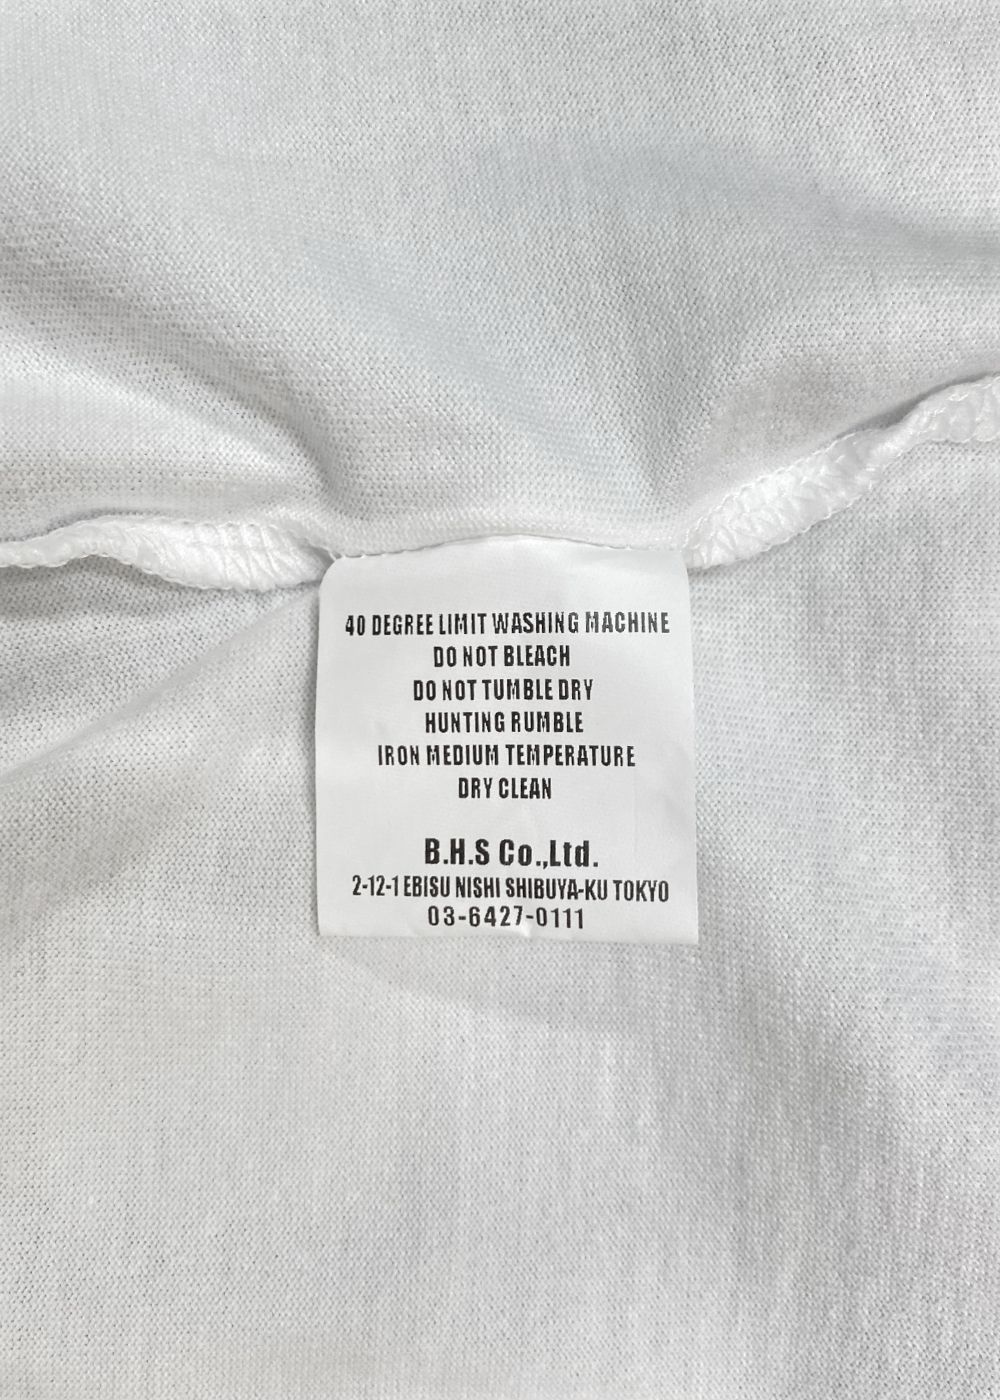 40 DEGREE LIMIT WASHING MACHINE
DO NOT BLEACH
DO NOT TUMBLE DRY
HUNTING RUMBLE
IRON MEDIUM TEMPERATURE
DRY CLEAN
B.H.S Co.,Ltd.
2-12-1 EBISU NISHI SHIBUYA-KU TOKYO
03-6427-0111